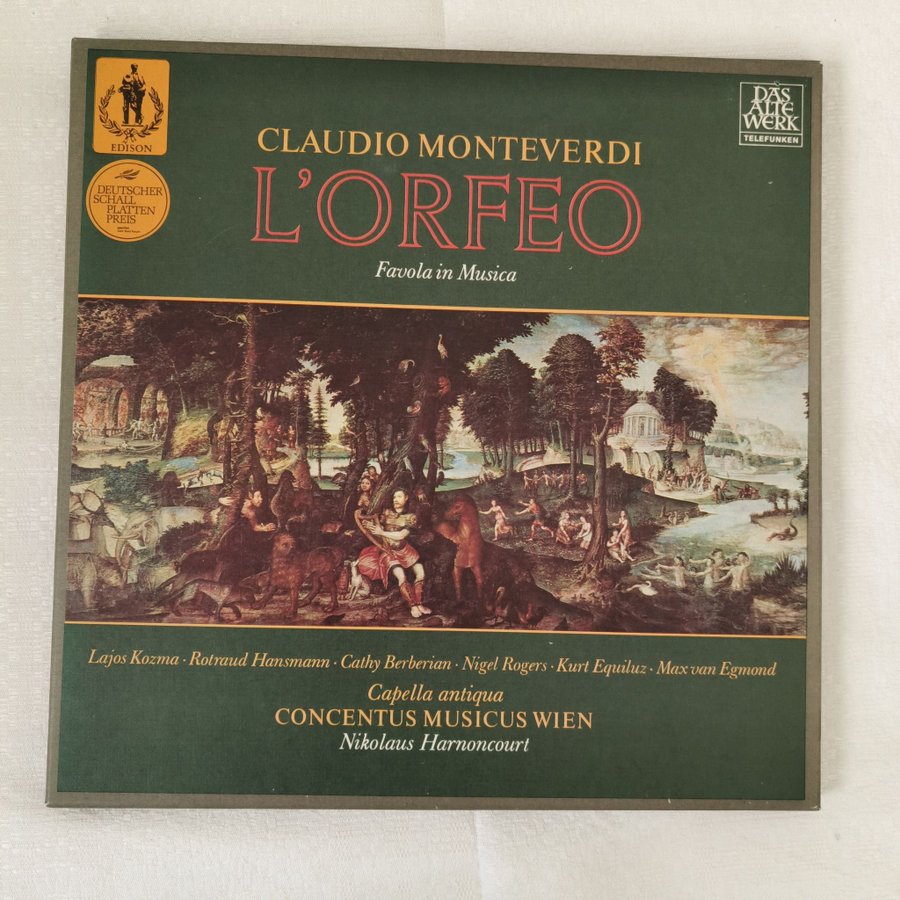 EDISON
DEUTSCHER
SCHALL
PLATTEN
PREIS
DAS
ALTE
WERK
TELEFUNKEN
CLAUDIO MONTEVERDI
L'ORFEO
Favola in Musica
Lajos Kozma · Rotraud Hansmann · Cathy Berberian · Nigel Rogers · Kurt Equiluz · Max van Egmond
Capella antiqua
CONCENTUS MUSICUS WIEN
Nikolaus Harnoncourt